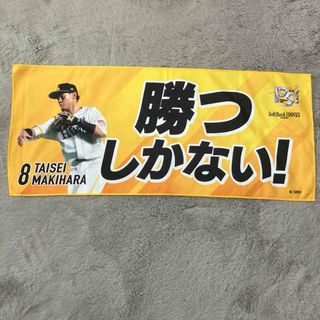 勝つ
しかない!
8 TAISEI
MAKIHARA
SoftBank HAWKS